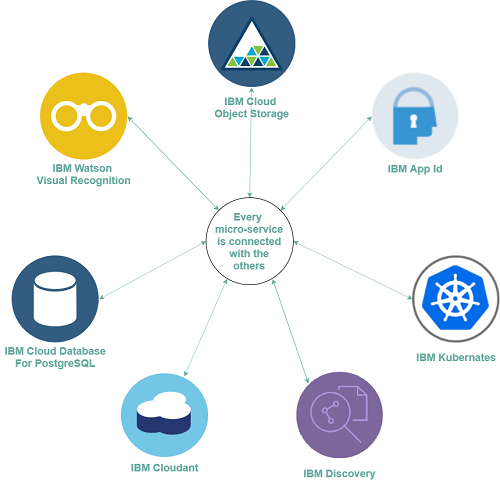 IBM Cloud
Object Storage
IBM Watson
Visual Recognition
IBM App Id
Every
micro-service
is connected
with the
others
IBM Cloud Database
For PostgreSQL
IBM Kubernates
IBM Cloudant
IBM Discovery